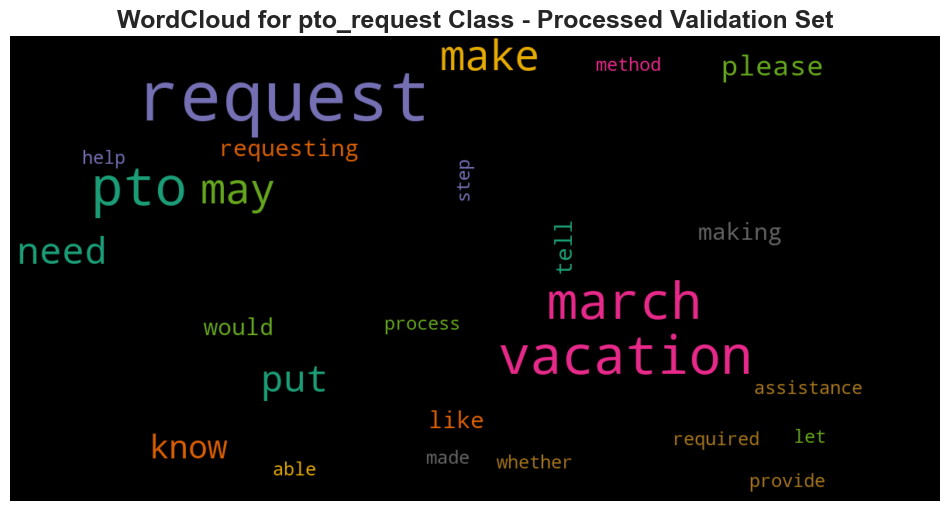 WordCloud for pto_request Class - Processed Validation Set
make
method
please
request
requesting
help
step
pto
may
need
tell
making
march
would
process
vacation
put
assistance
like
know
required
let
made
whether
able
provide